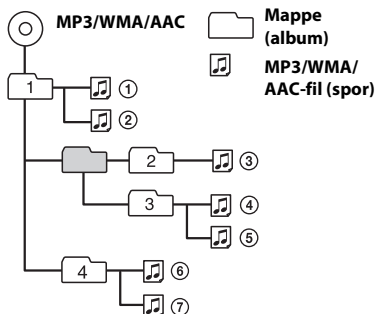 MP3/WMA/AAC
Mappe
(album)
MP3/WMA/
AAC-fil (spor)
1
①
②
2
③
3
④
⑤
4
⑥
⑦